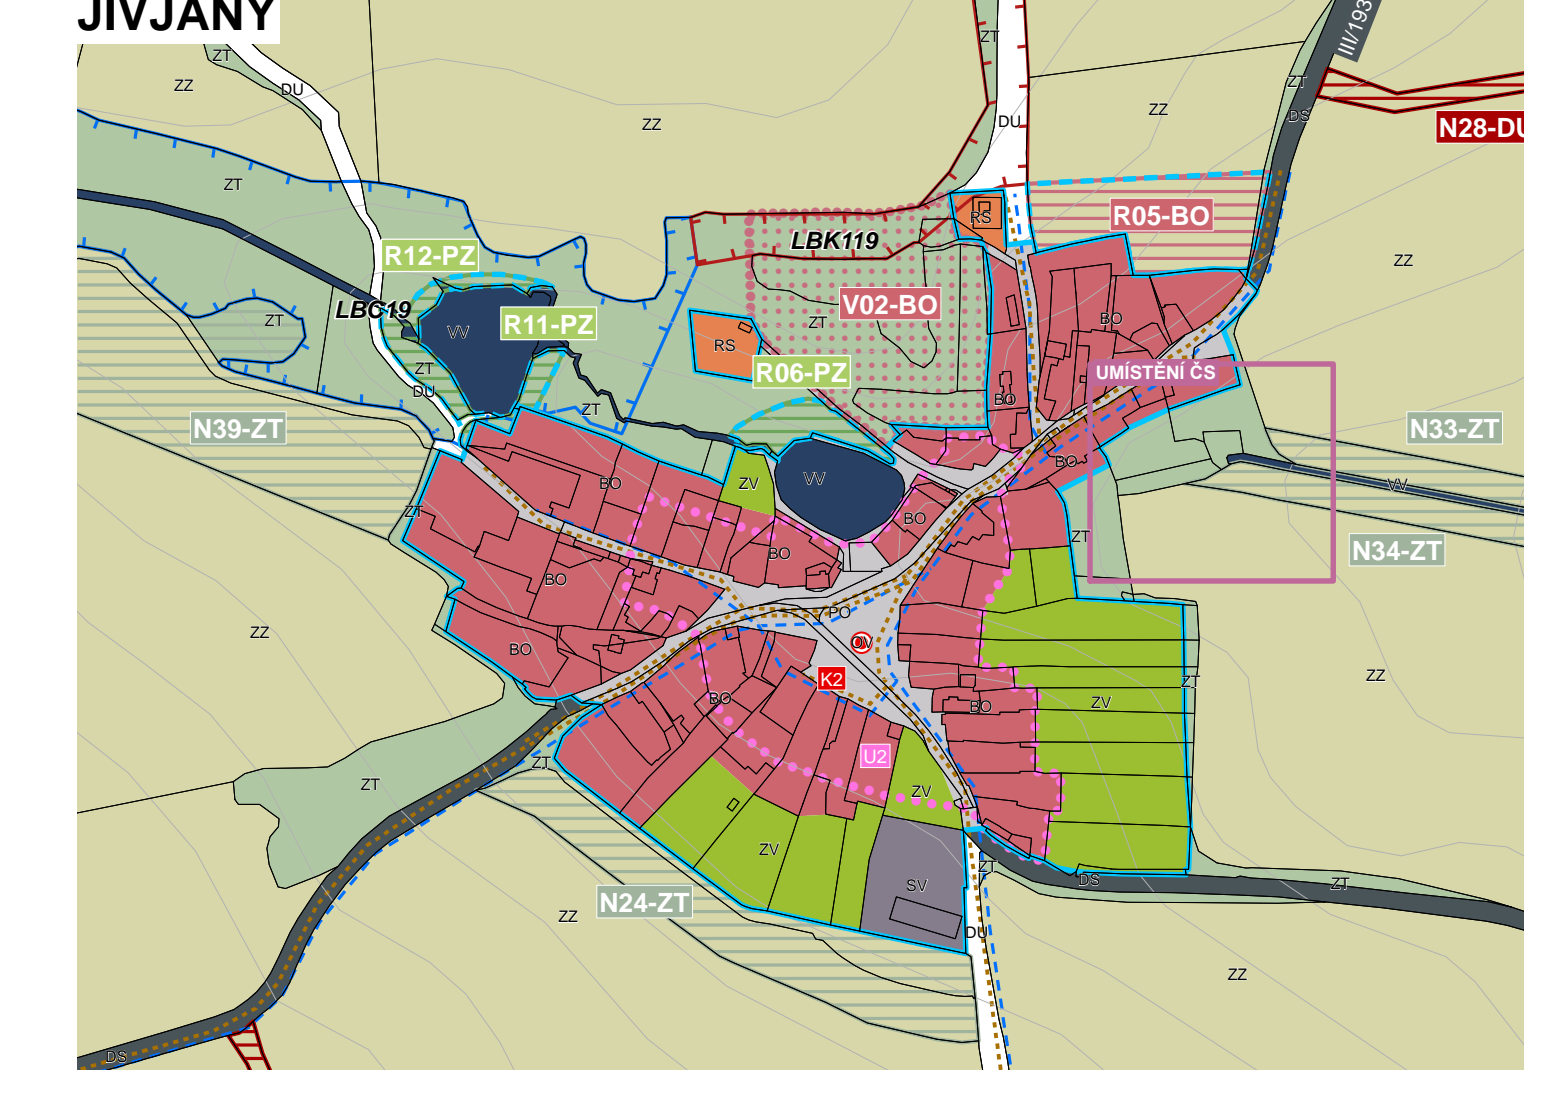 JIVJANY
ZT
ZZ
DU
ZT
III/193
ZT
ZZ
ZZ
DU
DS
N28-DU
ZT
RS
R05-BO
LBK119
R12-PZ
ZZ
LBC19
V02-BO
ZT
VV
R11-PZ
ZT
BO
RS
ZT
R06-PZ
UMÍSTĚNÍ ČS
DU
BO
ZT
N39-ZT
N33-ZT
BO
BO
ZV
VV
VV
ZT
BO
ZT
N34-ZT
BO
BO
PO
ZZ
OV
BO
ZZ
K2
ZT
BO
BO
ZV
U2
ZT
ZT
ZV
ZV
ZT
DS
SV
ZT
N24-ZT
ZZ
DU
ZZ
DS